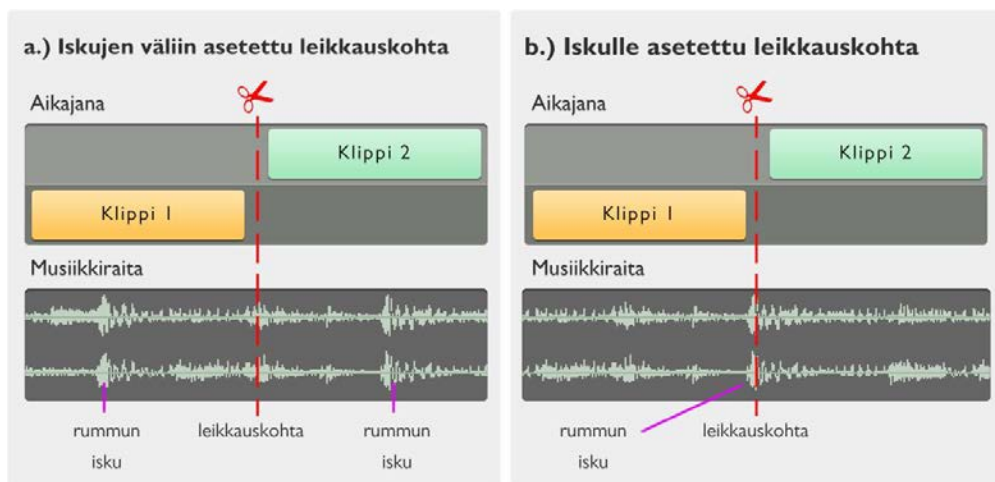 a.) Iskujen väliin asetettu leikkauskohta
Aikajana
Klippi 2
Klippi 1
Musiikkiraita
rummun
isku
leikkauskohta
rummun
isku
b.) Iskulle asetettu leikkauskohta
Aikajana
Klippi 2
Klippi 1
Musiikkiraita
rummun
isku
leikkauskohta